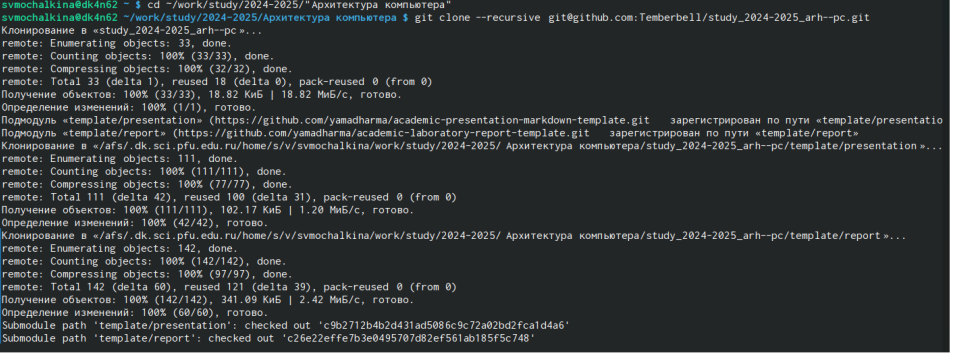 svmochalkina@dk4n62 ~ $ cd ~/work/study/2024-2025/"Архитектура компьютера"
svmochalkina@dk4n62 ~/work/study/2024-2025/Архитектура компьютера $ git clone --recursive git@github.com:Temberbell/study_2024-2025_arh--pc.git
Клонирование в «study_2024-2025_arh--pc»...
remote: Enumerating objects: 33, done.
remote: Counting objects: 100% (33/33), done.
remote: Compressing objects: 100% (32/32), done.
remote: Total 33 (delta 1), reused 18 (delta 0), pack-reused 0 (from 0)
Получение объектов: 100% (33/33), 18.82 КиБ | 18.82 МиБ/с, готово.
Определение изменений: 100% (1/1), готово.
Подмодуль «template/presentation» (https://github.com/yamadharma/academic-presentation-markdown-template.git зарегистрирован по пути «template/presentatio
Подмодуль «template/report» (https://github.com/yamadharma/academic-laboratory-report-template.git зарегистрирован по пути «template/report»
Клонирование в «/afs/.dk.sci.pfu.edu.ru/home/s/v/svmochalkina/work/study/2024-2025/ Архитектура компьютера/study_2024-2025_arh--pc/template/presentation»...
remote: Enumerating objects: 111, done.
remote: Counting objects: 100% (111/111), done.
remote: Compressing objects: 100% (77/77), done.
remote: Total 111 (delta 42), reused 100 (delta 31), pack-reused 0 (from 0)
Получение объектов: 100% (111/111), 102.17 КиБ | 1.20 МиБ/с, готово.
Определение изменений: 100% (42/42), готово.
Клонирование в «/afs/.dk.sci.pfu.edu.ru/home/s/v/svmochalkina/work/study/2024-2025/ Архитектура компьютера/study_2024-2025_arh--pc/template/report»...
remote: Enumerating objects: 142, done.
remote: Counting objects: 100% (142/142), done.
remote: Compressing objects: 100% (97/97), done.
remote: Total 142 (delta 60), reused 121 (delta 39), pack-reused 0 (from 0)
Получение объектов: 100% (142/142), 341.09 КиБ | 2.42 МиБ/с, готово.
Определение изменений: 100% (60/60), готово.
Submodule path 'template/presentation': checked out 'c9b2712b4b2d431ad5086c9c72a02bd2fca1d4a6'
Submodule path 'template/report': checked out 'c26e22effe7b3e0495707d82ef561ab185f5c748'